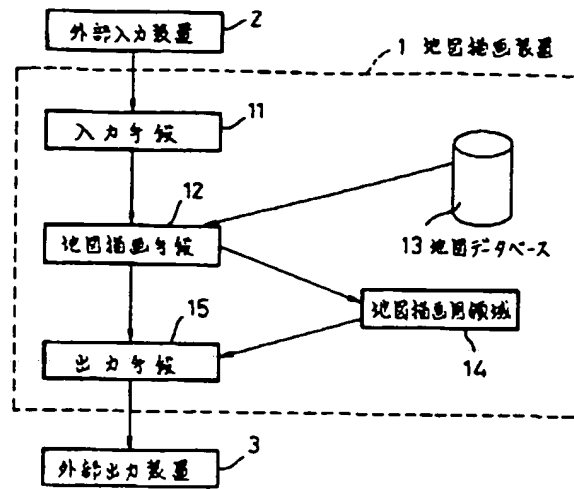 外部入力装置
2
1 地図描画装置
入力手段
11
12
地図描画手段
13 地図データベース
15
地図描画用領域
14
出力手段
外部出力装置
3